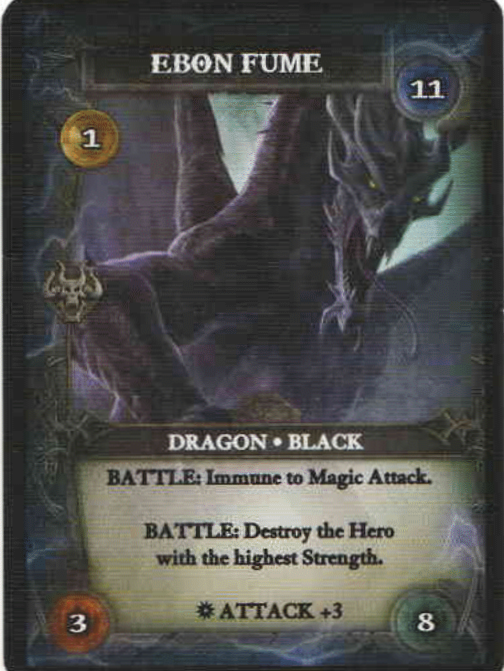 EBON FUME
11
1
DRAGON • BLACK
BATTLE: Immune to Magic Attack.
BATTLE: Destroy the Hero
with the highest Strength.
✹ ATTACK +3
3
8